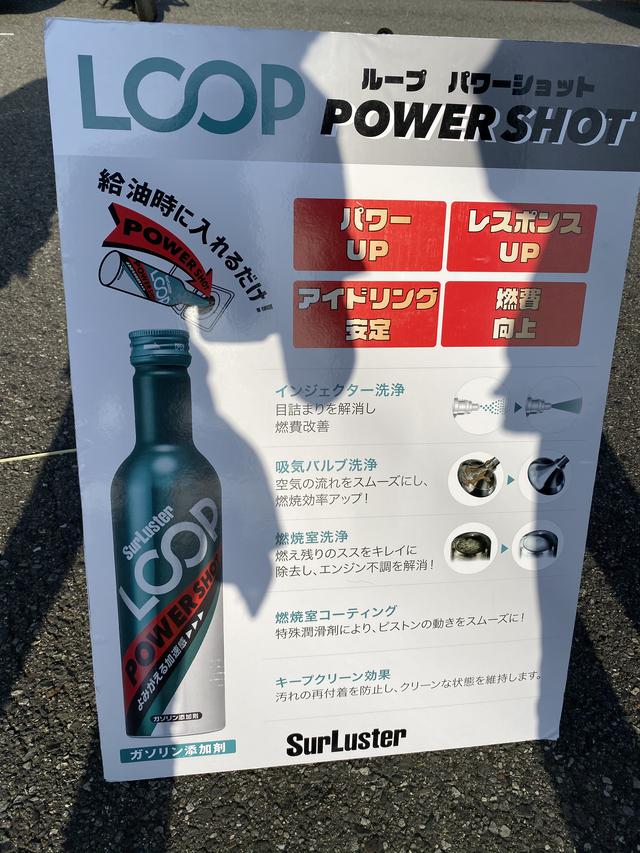 LOOP
ループ パワーショット
POWER SHOT
給油時に入れるだけ
POWER SHOT
LOOP
パワー
UP
レスポンス
UP
アイドリング
安定
燃費
向上
インジェクター洗浄
目詰まりを解消し
燃費改善
吸気バルブ洗浄
空気の流れをスムーズにし、
燃焼効率アップ！
燃焼室洗浄
燃え残りのススをキレイに
除去し、エンジン不調を解消！
燃焼室コーティング
特殊潤滑剤により、ピストンの動きをスムーズに！
キープクリーン効果
汚れの再付着を防止し、クリーンな状態を維持します。
SurLuster
LOOP
POWER SHOT
よみがえる加速感
ガソリン添加剤
ガソリン添加剤
SurLuster